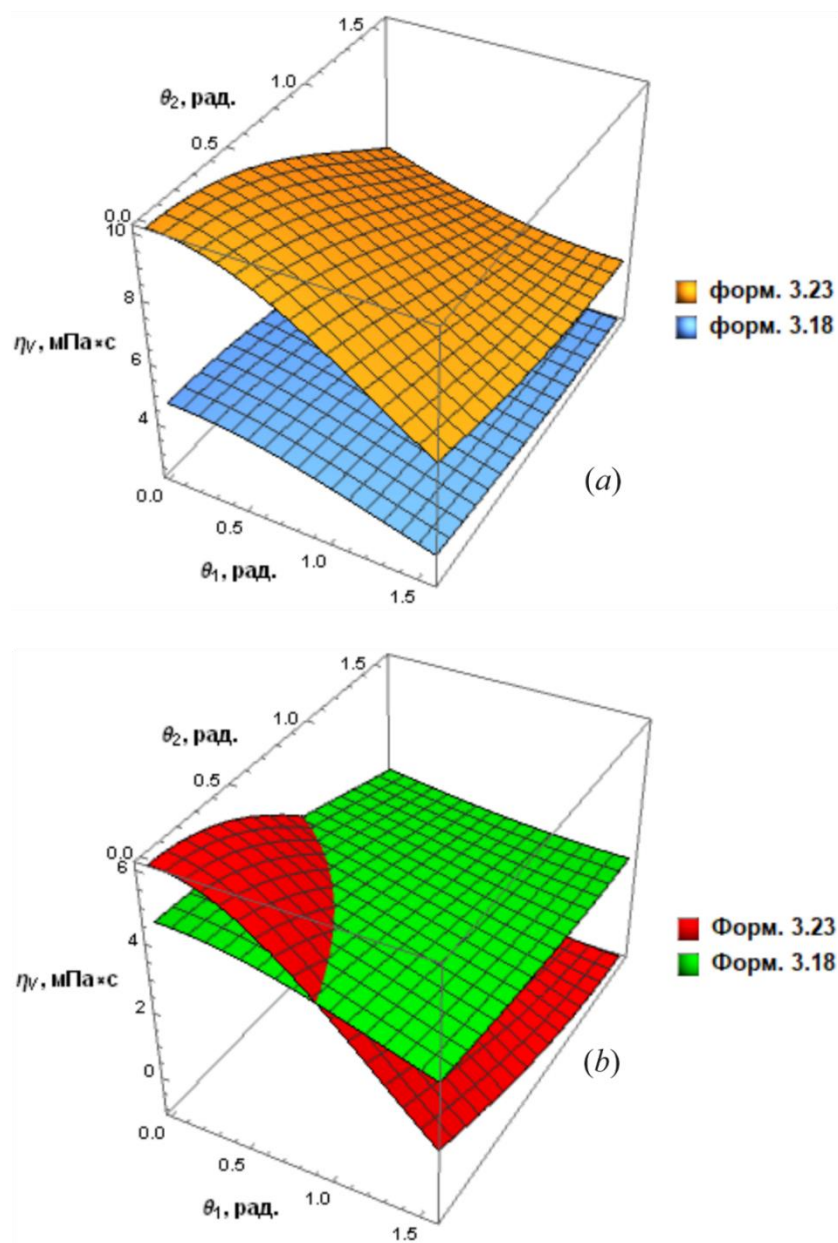 1.5
1.0
θ2, рад.
0.5
0.0
10
8
форм. 3.23
форм. 3.18
ηV, мПа×с
6
4
(a)
0.0
0.5
1.0
θ1, рад.
1.5
1.5
1.0
θ2, рад.
0.5
0.0
6
Форм. 3.23
4
Форм. 3.18
ηV, мПа×с
2
(b)
0
0.0
0.5
1.0
θ1, рад.
1.5